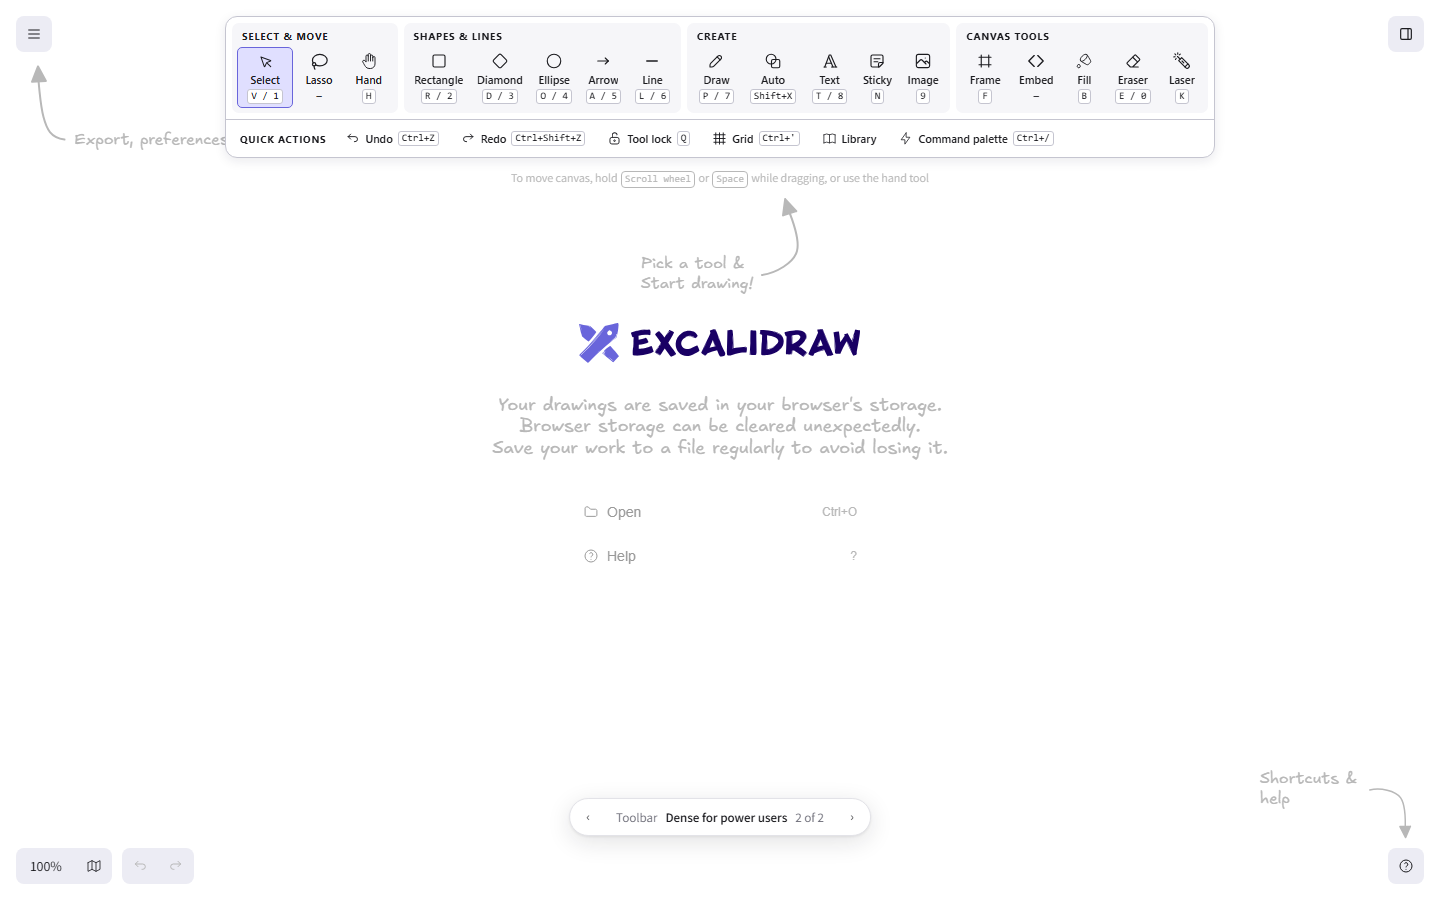 SELECT & MOVE
Select
V / 1
Lasso
—
Hand
H
SHAPES & LINES
Rectangle
R / 2
Diamond
D / 3
Ellipse
O / 4
Arrow
A / 5
Line
L / 6
CREATE
Draw
P / 7
Auto
Shift+X
Text
T / 8
Sticky
N
Image
9
CANVAS TOOLS
Frame
F
Embed
—
Fill
B
Eraser
E / 0
Laser
K
Export, preferences
QUICK ACTIONS
Undo Ctrl+Z
Redo Ctrl+Shift+Z
Tool lock Q
Grid Ctrl+'
Library
Command palette Ctrl+/
To move canvas, hold Scroll wheel or Space while dragging, or use the hand tool
Pick a tool &
Start drawing!
EXCALIDRAW
Your drawings are saved in your browser's storage.
Browser storage can be cleared unexpectedly.
Save your work to a file regularly to avoid losing it.
Open Ctrl+O
Help ?
Shortcuts &
help
‹ Toolbar Dense for power users 2 of 2 ›
100%